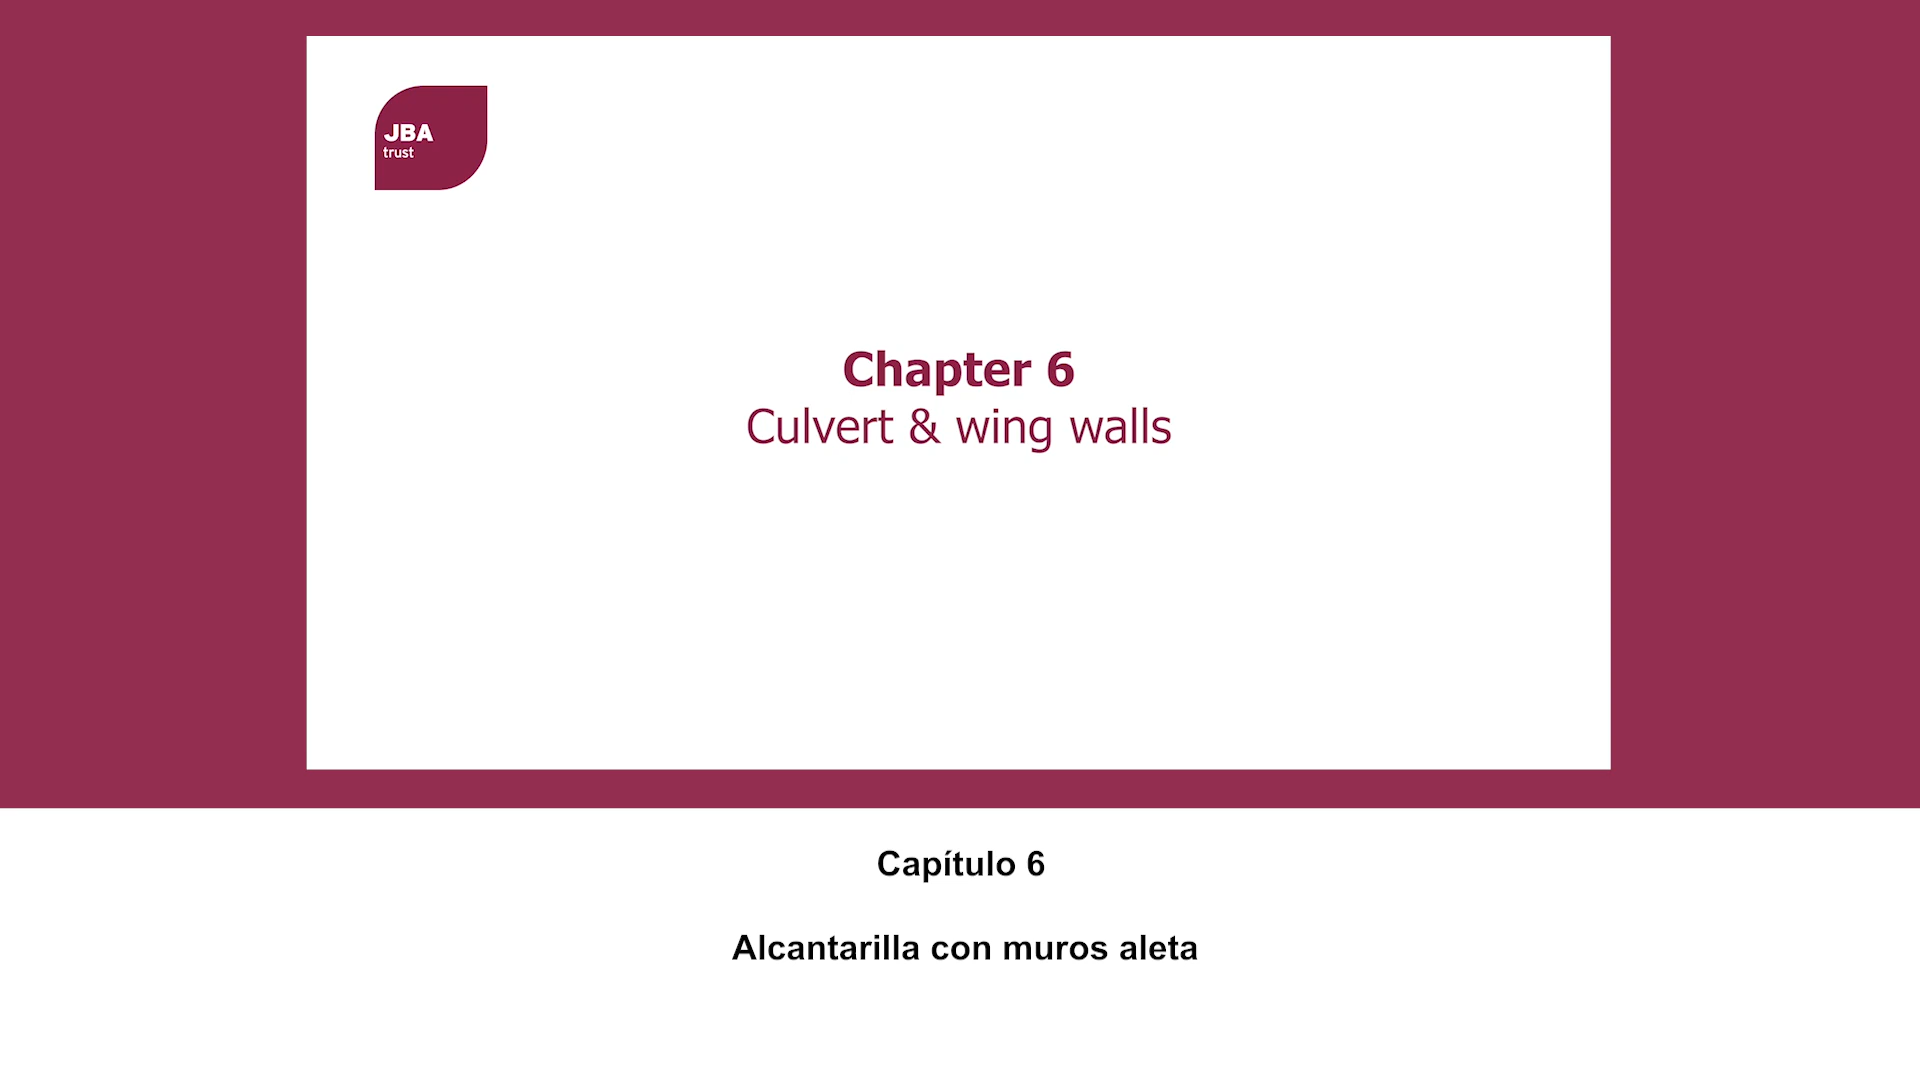 JBA
trust
Chapter 6
Culvert & wing walls
Capítulo 6
Alcantarilla con muros aleta